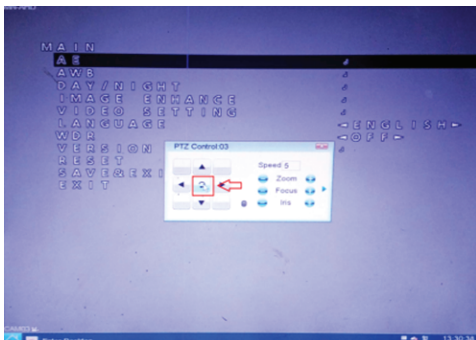 MAIN
AE
AWB
DAY/NIGHT
IMAGE ENHANCE
VIDEO SETTING
LANGUAGE ENGLISH
WDR OFF
VERSION
RESET
SAVE&EXI
EXIT
PTZ Control 03
Speed 5
Zoom
Focus
Iris
CAM03